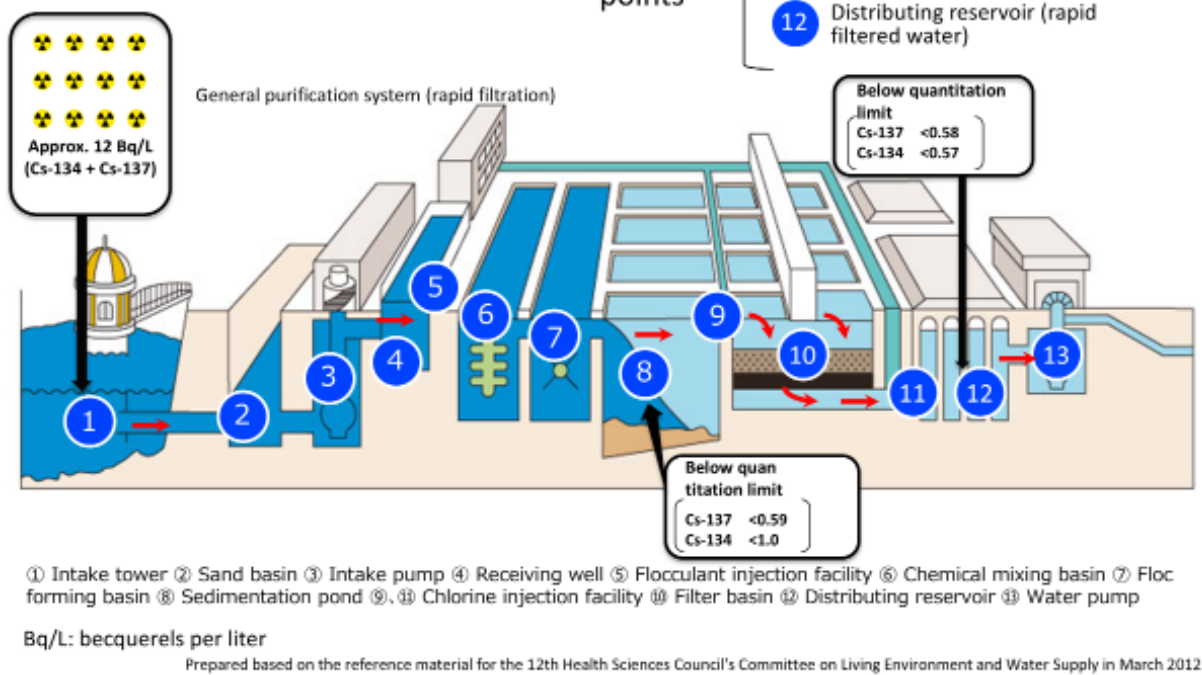 points
12 Distributing reservoir (rapid
filtered water)
Approx. 12 Bq/L
(Cs-134 + Cs-137)
General purification system (rapid filtration)
Below quantitation
limit
Cs-137 <0.58
Cs-134 <0.57
1
2
3
4
5
6
7
8
9
10
11
12
13
Below quan
titation limit
Cs-137 <0.59
Cs-134 <1.0
① Intake tower ② Sand basin ③ Intake pump ④ Receiving well ⑤ Flocculant injection facility ⑥ Chemical mixing basin ⑦ Floc
forming basin ⑧ Sedimentation pond ⑨、⑪ Chlorine injection facility ⑩ Filter basin ⑫ Distributing reservoir ⑬ Water pump
Bq/L: becquerels per liter
Prepared based on the reference material for the 12th Health Sciences Council's Committee on Living Environment and Water Supply in March 2012